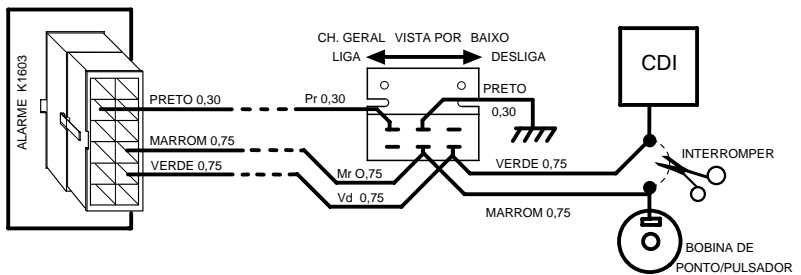 CH. GERAL VISTA POR BAIXO
LIGA DESLIGA
CDI
ALARME K1603
PRETO 0,30
Pr 0,30
PRETO
0,30
MARROM 0,75
VERDE 0,75
Mr O,75
Vd 0,75
VERDE 0,75
MARROM 0,75
INTERROMPER
BOBINA DE
PONTO/PULSADOR